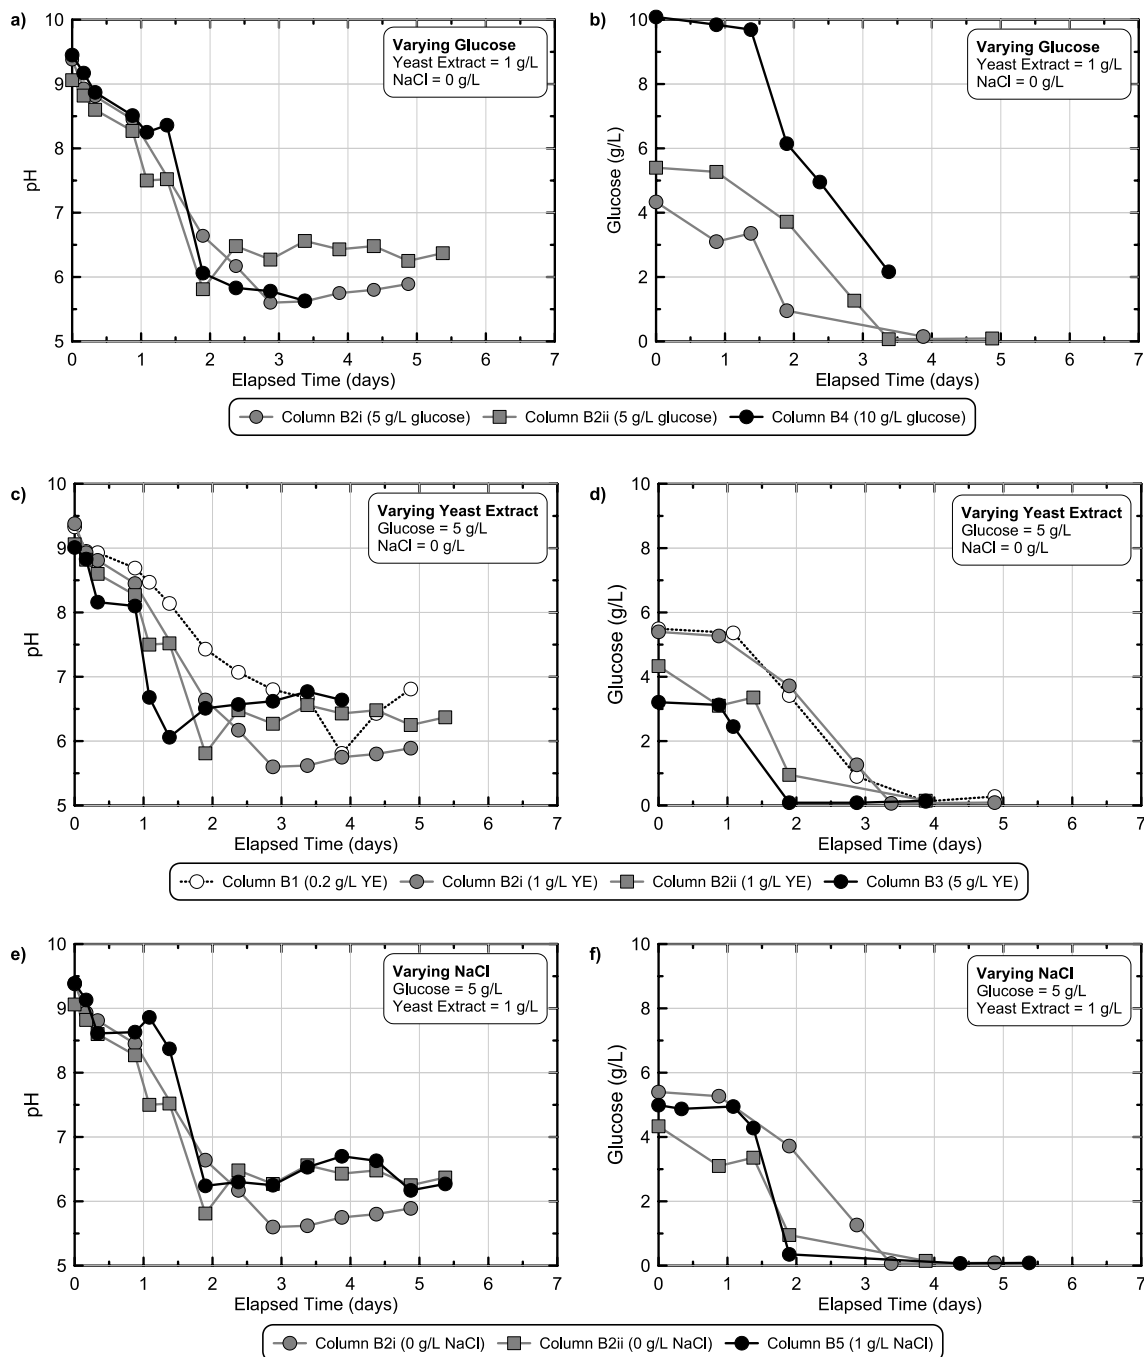 a)
10
9
8
7
6
5
pH
0 1 2 3 4 5 6 7
Elapsed Time (days)
Varying Glucose
Yeast Extract = 1 g/L
NaCl = 0 g/L
b)
10
8
6
4
2
0
Glucose (g/L)
0 1 2 3 4 5 6 7
Elapsed Time (days)
Varying Glucose
Yeast Extract = 1 g/L
NaCl = 0 g/L
Column B2i (5 g/L glucose) Column B2ii (5 g/L glucose) Column B4 (10 g/L glucose)
c)
10
9
8
7
6
5
pH
0 1 2 3 4 5 6 7
Elapsed Time (days)
Varying Yeast Extract
Glucose = 5 g/L
NaCl = 0 g/L
d)
10
8
6
4
2
0
Glucose (g/L)
0 1 2 3 4 5 6 7
Elapsed Time (days)
Varying Yeast Extract
Glucose = 5 g/L
NaCl = 0 g/L
Column B1 (0.2 g/L YE) Column B2i (1 g/L YE) Column B2ii (1 g/L YE) Column B3 (5 g/L YE)
e)
10
9
8
7
6
5
pH
0 1 2 3 4 5 6 7
Elapsed Time (days)
Varying NaCl
Glucose = 5 g/L
Yeast Extract = 1 g/L
f)
10
8
6
4
2
0
Glucose (g/L)
0 1 2 3 4 5 6 7
Elapsed Time (days)
Varying NaCl
Glucose = 5 g/L
Yeast Extract = 1 g/L
Column B2i (0 g/L NaCl) Column B2ii (0 g/L NaCl) Column B5 (1 g/L NaCl)